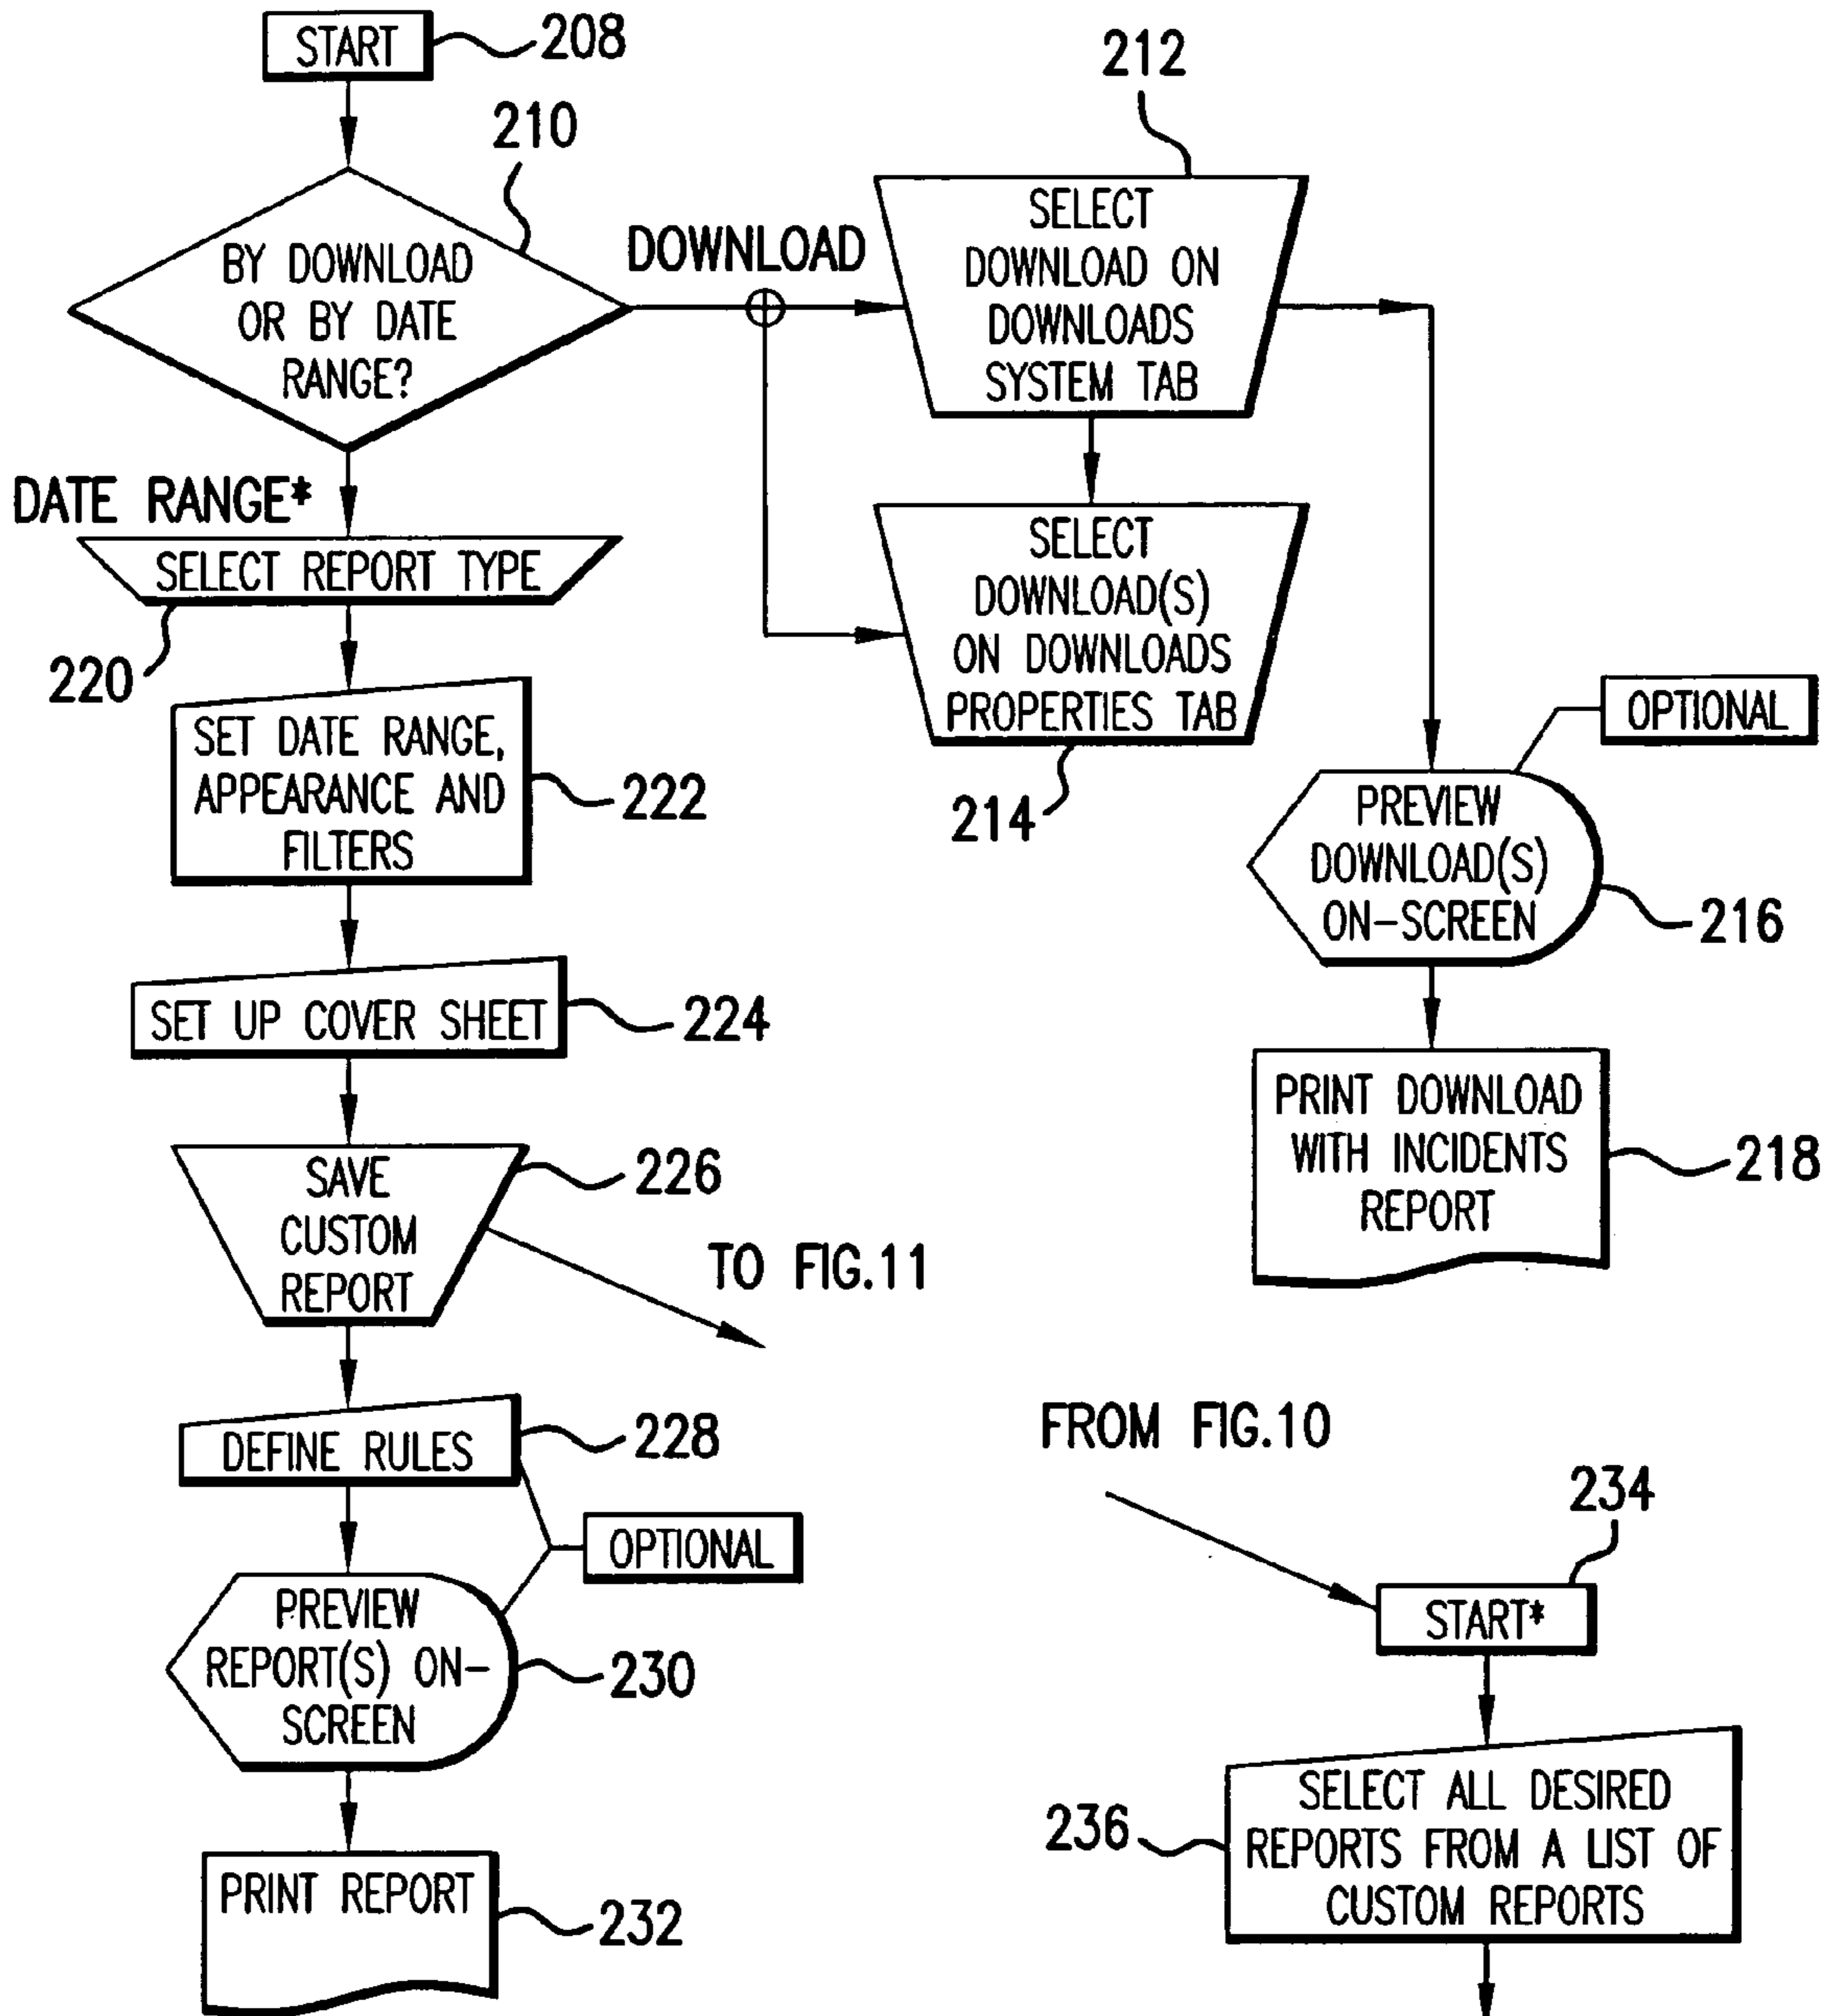 START
208
210
BY DOWNLOAD
OR BY DATE
RANGE?
DOWNLOAD
212
SELECT
DOWNLOAD ON
DOWNLOADS
SYSTEM TAB
SELECT
DOWNLOAD(S)
ON DOWNLOADS
PROPERTIES TAB
214
OPTIONAL
PREVIEW
DOWNLOAD(S)
ON-SCREEN
216
PRINT DOWNLOAD
WITH INCIDENTS
REPORT
218
DATE RANGE*
SELECT REPORT TYPE
220
SET DATE RANGE,
APPEARANCE AND
FILTERS
222
SET UP COVER SHEET
224
SAVE
CUSTOM
REPORT
226
TO FIG.11
DEFINE RULES
228
OPTIONAL
PREVIEW
REPORT(S) ON-
SCREEN
230
PRINT REPORT
232
FROM FIG.10
234
START*
236
SELECT ALL DESIRED
REPORTS FROM A LIST OF
CUSTOM REPORTS